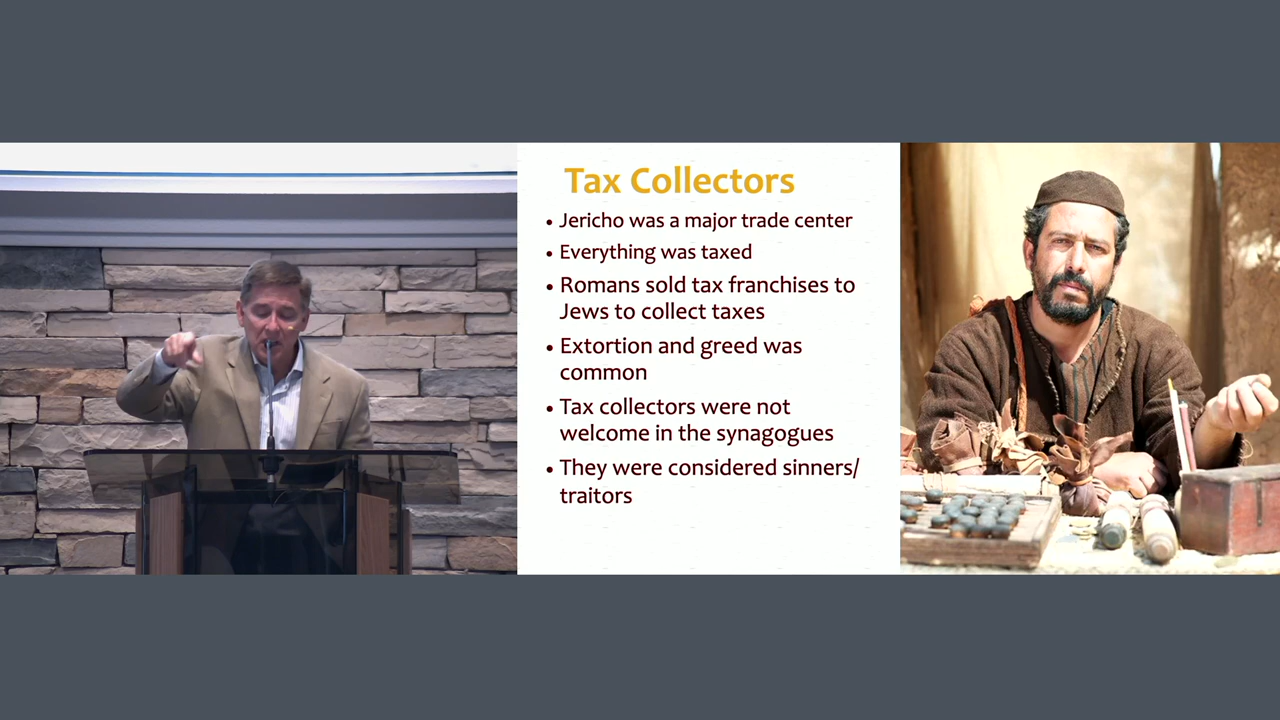 Tax Collectors
• Jericho was a major trade center
• Everything was taxed
• Romans sold tax franchises to
Jews to collect taxes
• Extortion and greed was
common
• Tax collectors were not
welcome in the synagogues
• They were considered sinners/
traitors